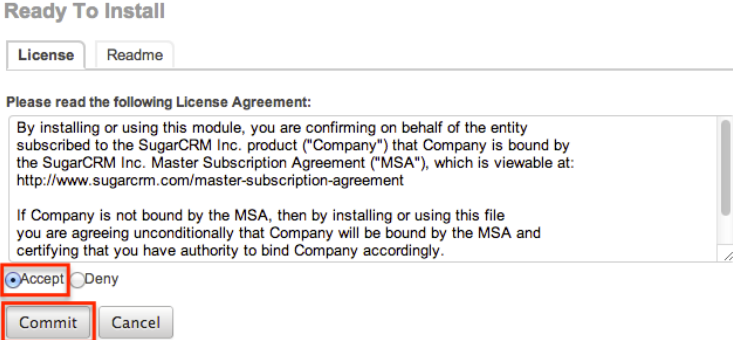 Ready To Install
License Readme
Please read the following License Agreement:
By installing or using this module, you are confirming on behalf of the entity
subscribed to the SugarCRM Inc. product ("Company") that Company is bound by
the SugarCRM Inc. Master Subscription Agreement ("MSA"), which is viewable at:
http://www.sugarcrm.com/master-subscription-agreement
If Company is not bound by the MSA, then by installing or using this file
you are agreeing unconditionally that Company will be bound by the MSA and
certifying that you have authority to bind Company accordingly.
Accept Deny
Commit Cancel